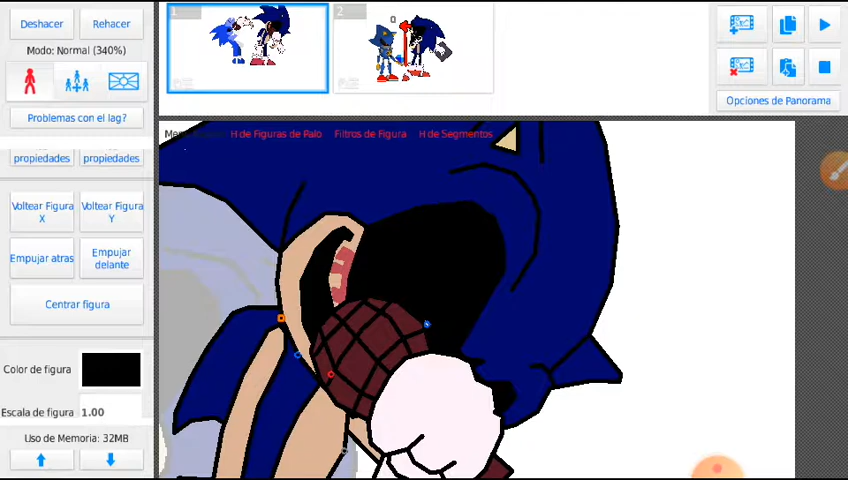 Deshacer
Rehacer
Modo: Normal (340%)
Problemas con el lag?
propiedades
propiedades
Voltear Figura X
Voltear Figura Y
Empujar atras
Empujar delante
Centrar figura
Color de figura
Escala de figura
1.00
Uso de Memoria: 32MB
1
2
Opciones de Panorama
H de Figuras de Palo
Filtros de Figura
H de Segmentos